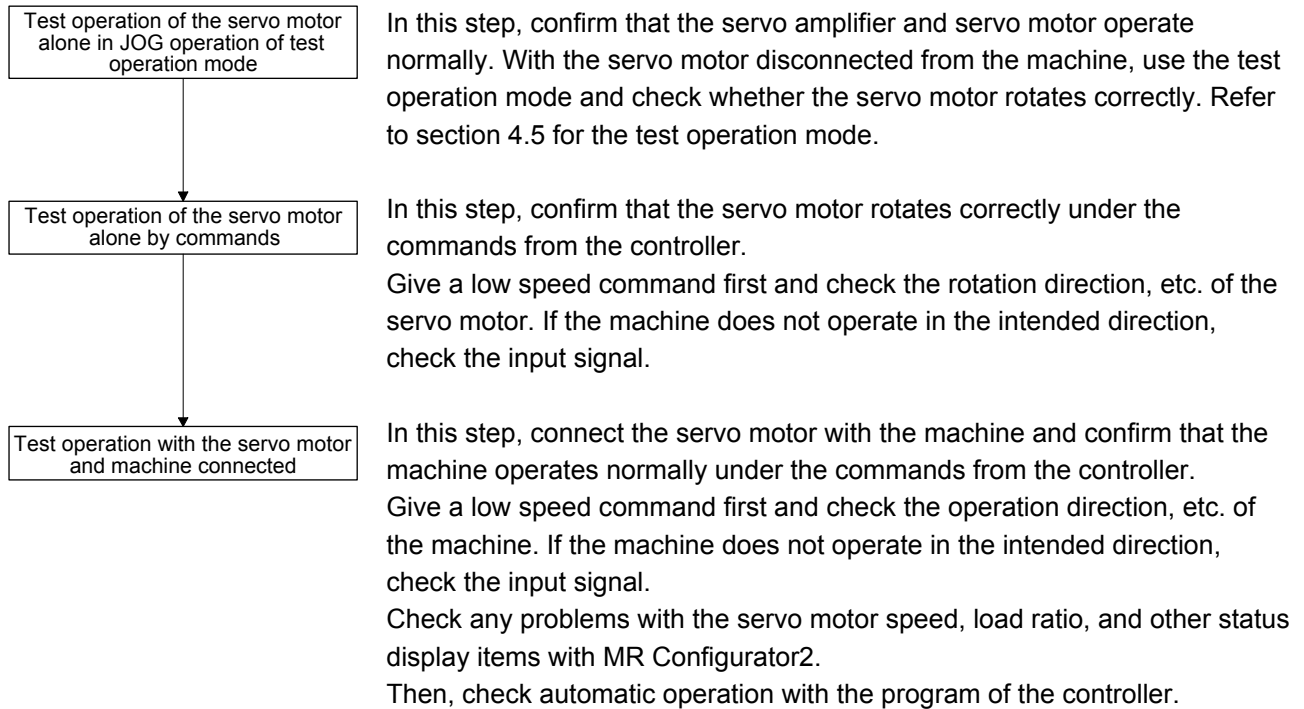 Test operation of the servo motor
alone in JOG operation of test
operation mode
In this step, confirm that the servo amplifier and servo motor operate
normally. With the servo motor disconnected from the machine, use the test
operation mode and check whether the servo motor rotates correctly. Refer
to section 4.5 for the test operation mode.
Test operation of the servo motor
alone by commands
In this step, confirm that the servo motor rotates correctly under the
commands from the controller.
Give a low speed command first and check the rotation direction, etc. of the
servo motor. If the machine does not operate in the intended direction,
check the input signal.
Test operation with the servo motor
and machine connected
In this step, connect the servo motor with the machine and confirm that the
machine operates normally under the commands from the controller.
Give a low speed command first and check the operation direction, etc. of
the machine. If the machine does not operate in the intended direction,
check the input signal.
Check any problems with the servo motor speed, load ratio, and other status
display items with MR Configurator2.
Then, check automatic operation with the program of the controller.